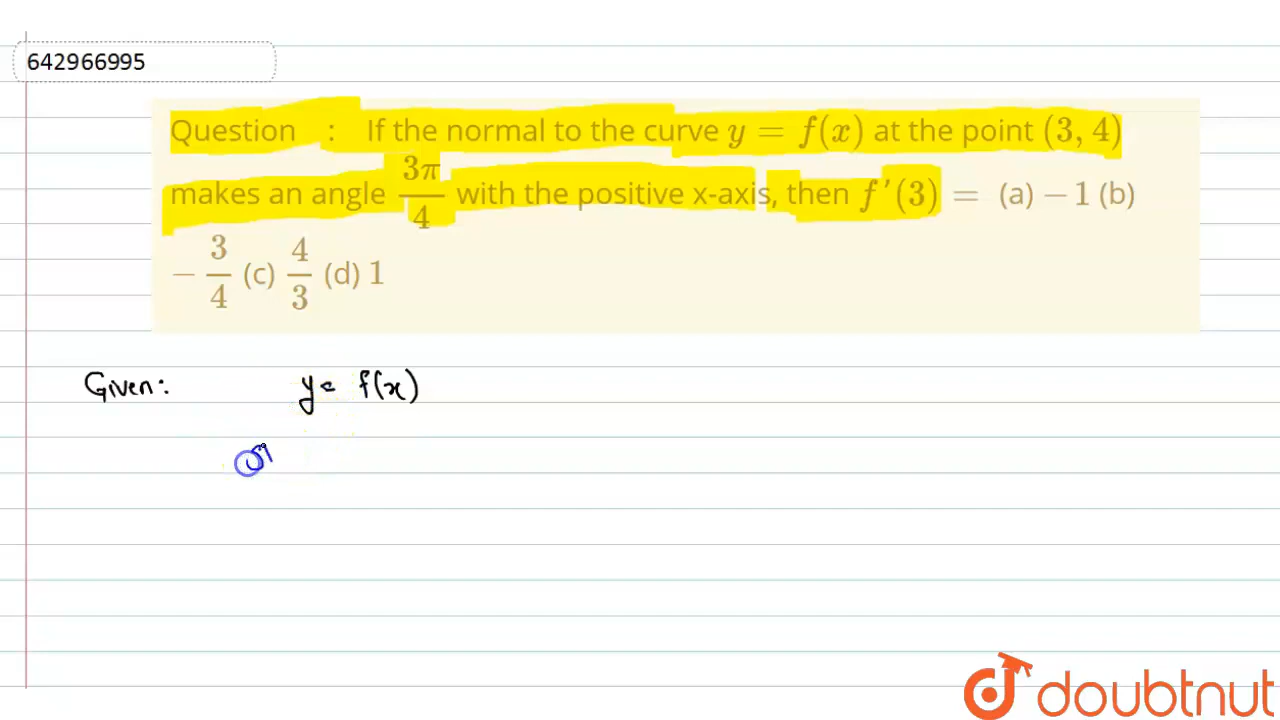 642966995
Question : If the normal to the curve y = f(x) at the point (3, 4)
makes an angle 3π/4 with the positive x-axis, then f'(3) = (a) −1 (b)
−3/4 (c) 4/3 (d) 1
Given: y = f(x)
doubtnut